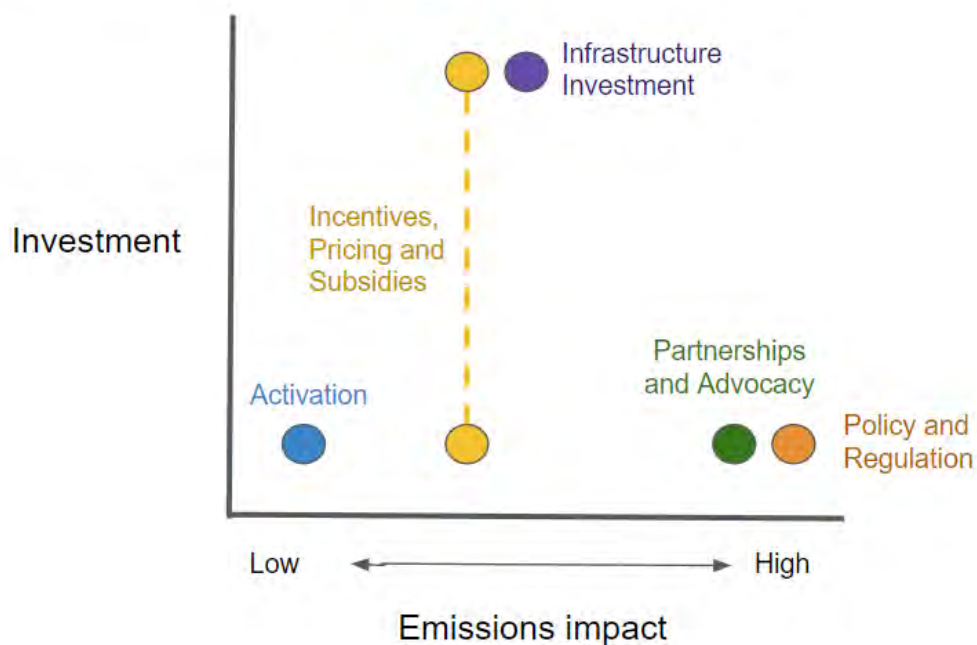 Infrastructure
Investment
Investment
Incentives,
Pricing and
Subsidies
Activation
Partnerships
and Advocacy
Policy and
Regulation
Low
High
Emissions impact